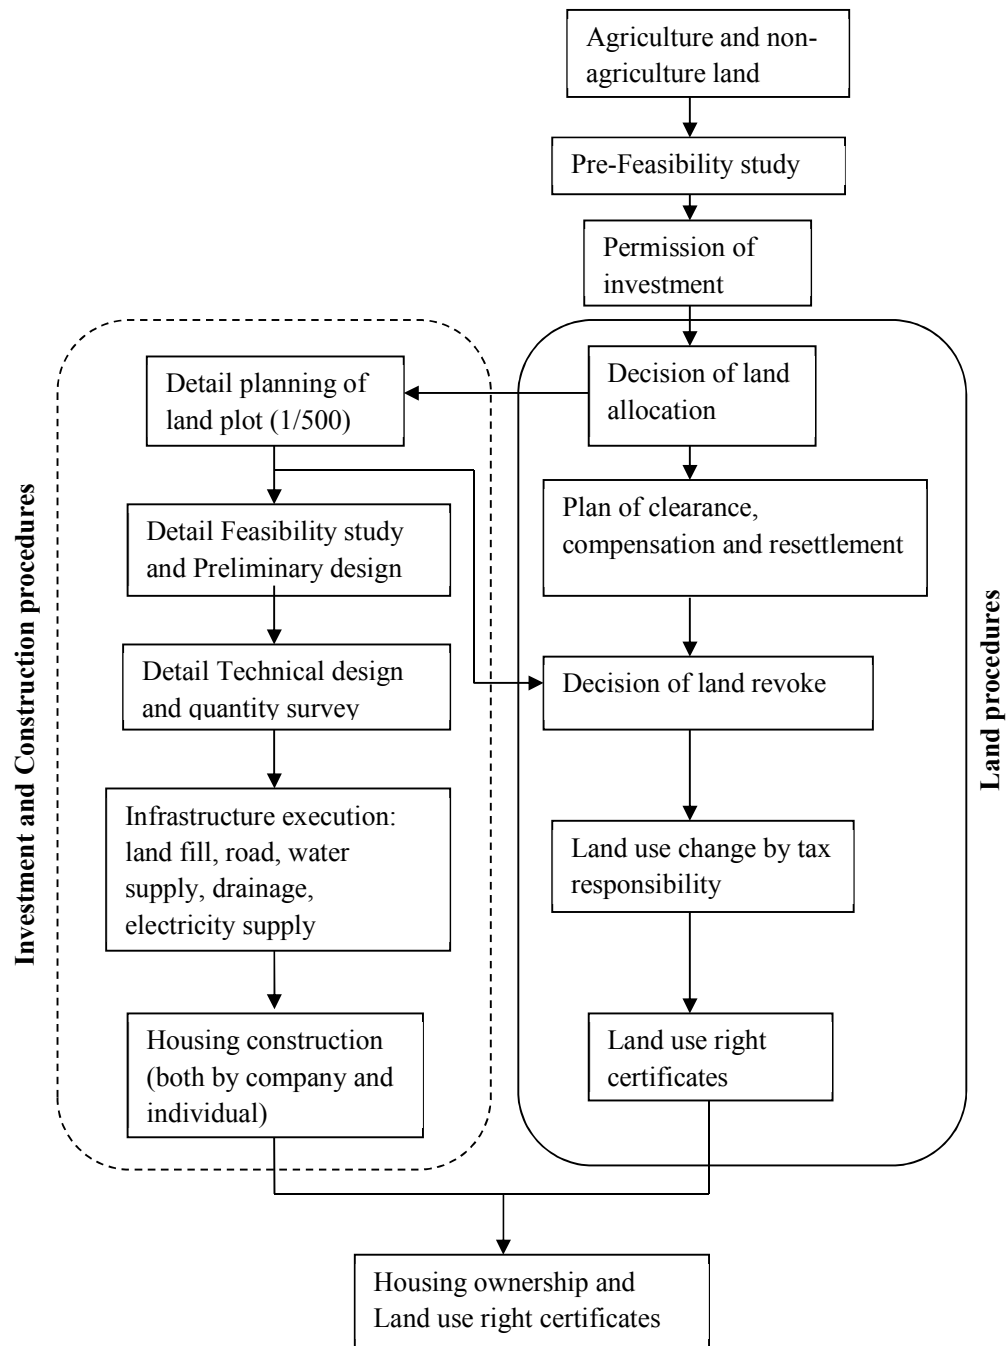 Agriculture and non-
agriculture land
Pre-Feasibility study
Permission of
investment
Decision of land
allocation
Detail planning of
land plot (1/500)
Plan of clearance,
compensation and resettlement
Detail Feasibility study
and Preliminary design
Detail Technical design
and quantity survey
Decision of land revoke
Infrastructure execution:
land fill, road, water
supply, drainage,
electricity supply
Land use change by tax
responsibility
Housing construction
(both by company and
individual)
Land use right
certificates
Housing ownership and
Land use right certificates
Investment and Construction procedures
Land procedures